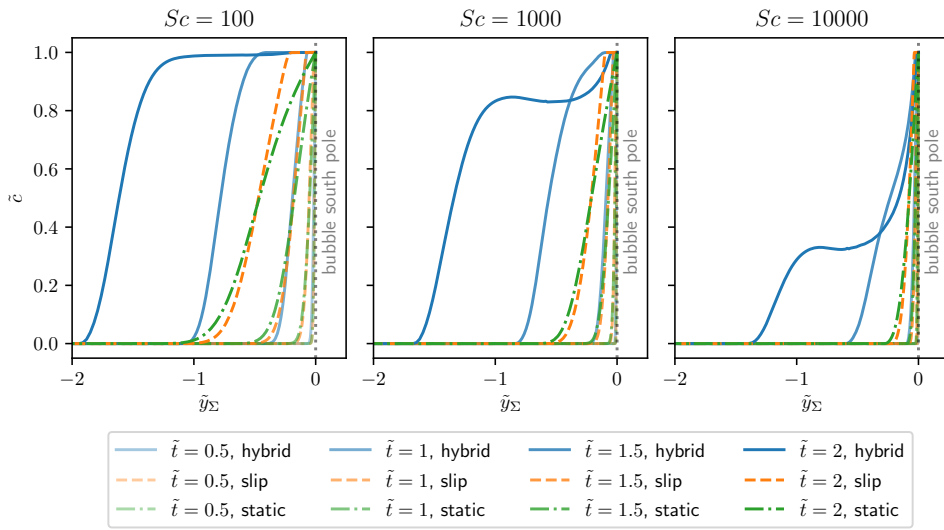 Sc = 100
Sc = 1000
Sc = 10000
1.0
0.8
0.6
0.4
0.2
0.0
c̃
bubble south pole
bubble south pole
bubble south pole
−2 −1 0
−2 −1 0
−2 −1 0
ỹΣ
ỹΣ
ỹΣ
t̃ = 0.5, hybrid t̃ = 1, hybrid t̃ = 1.5, hybrid t̃ = 2, hybrid
t̃ = 0.5, slip t̃ = 1, slip t̃ = 1.5, slip t̃ = 2, slip
t̃ = 0.5, static t̃ = 1, static t̃ = 1.5, static t̃ = 2, static